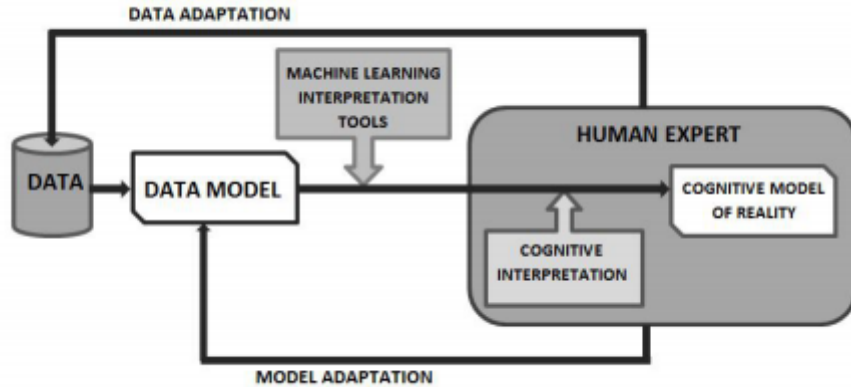 DATA ADAPTATION
MACHINE LEARNING
INTERPRETATION
TOOLS
HUMAN EXPERT
DATA
DATA MODEL
COGNITIVE MODEL
OF REALITY
COGNITIVE
INTERPRETATION
MODEL ADAPTATION